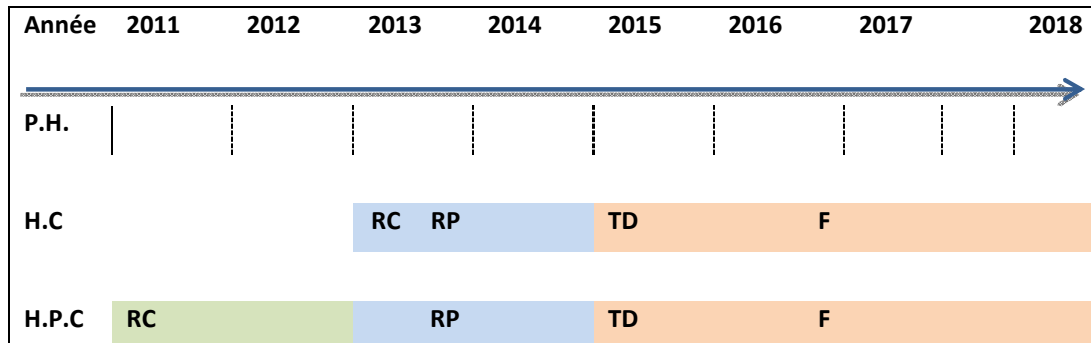 Année 2011 2012 2013 2014 2015 2016 2017 2018
P.H.
H.C RC RP TD F
H.P.C RC RP TD F